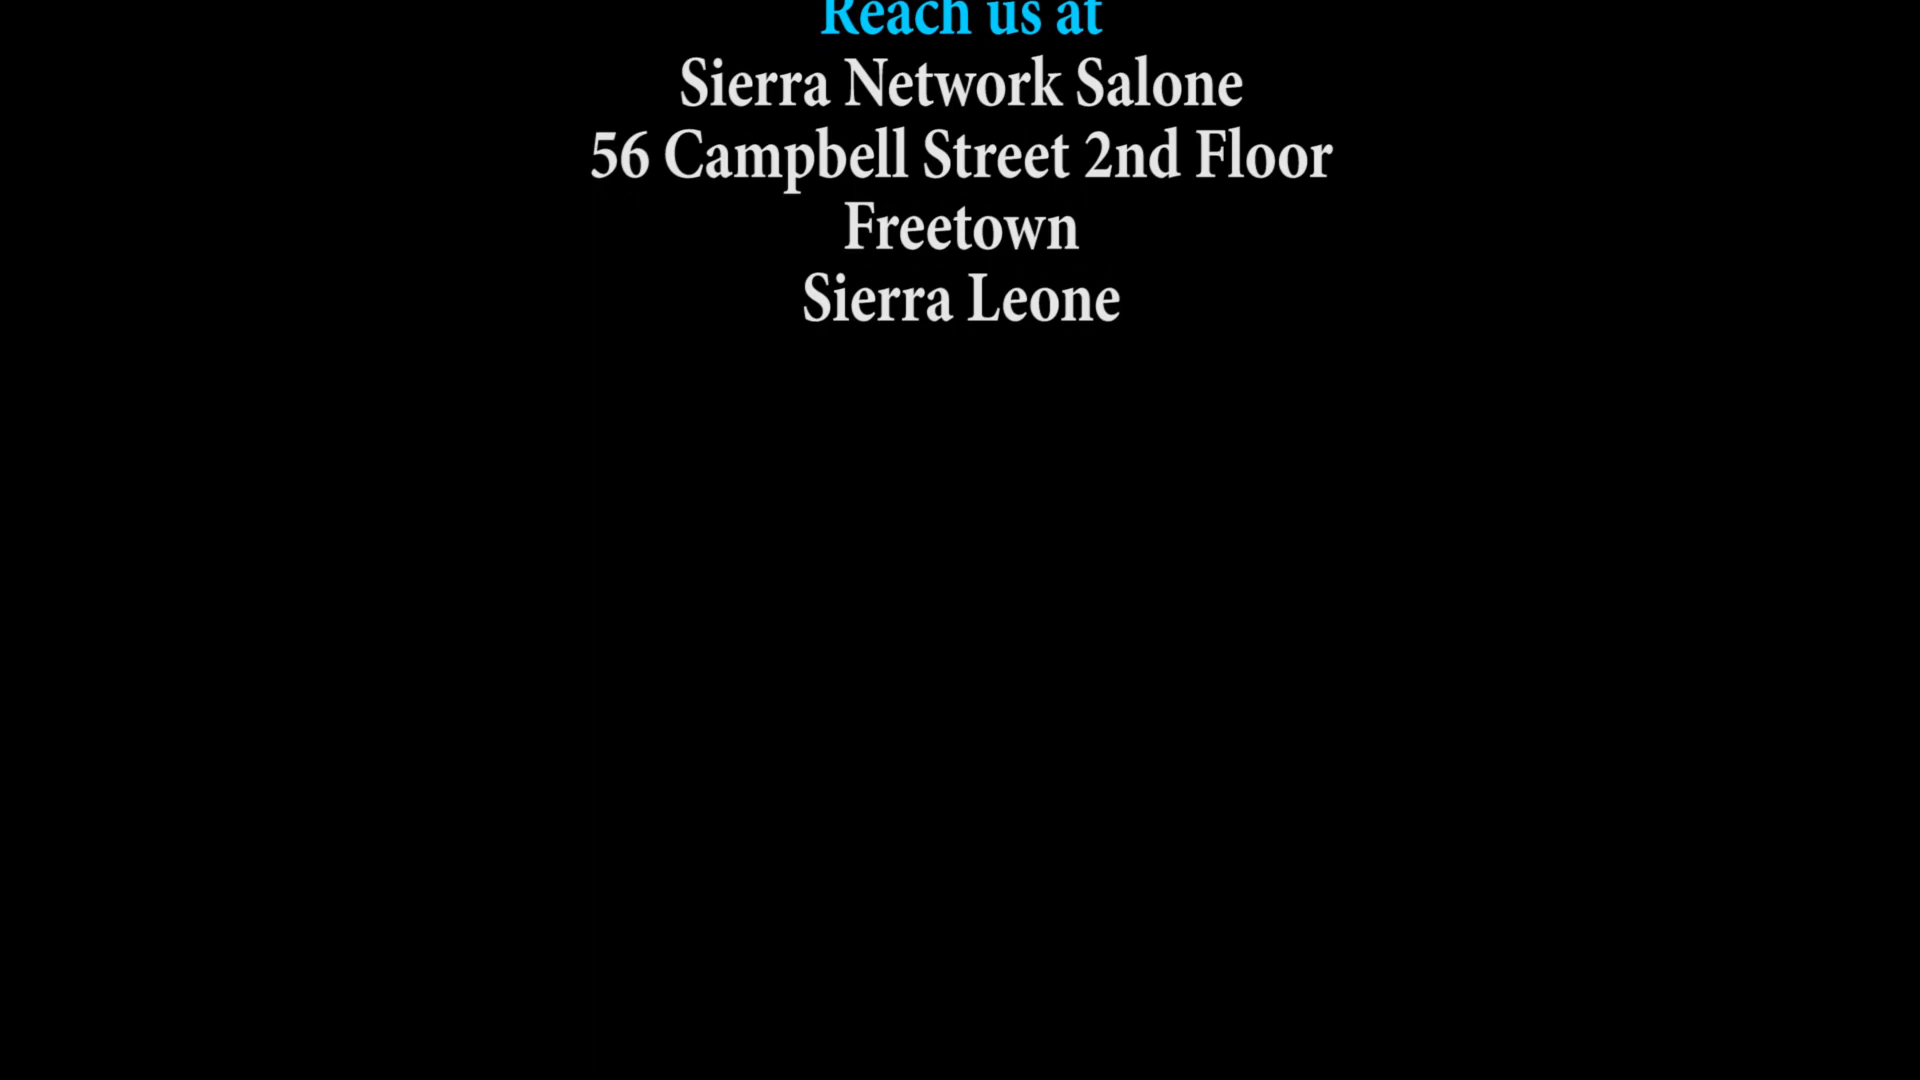 Reach us at
Sierra Network Salone
56 Campbell Street 2nd Floor
Freetown
Sierra Leone